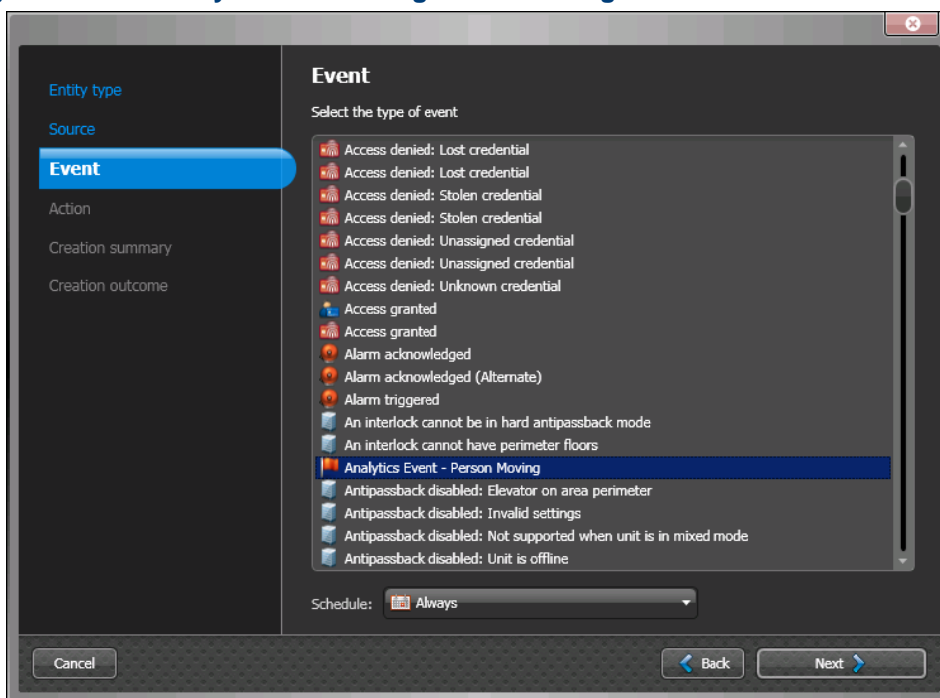 Entity type
Source
Event
Action
Creation summary
Creation outcome
Event
Select the type of event
Access denied: Lost credential
Access denied: Lost credential
Access denied: Stolen credential
Access denied: Stolen credential
Access denied: Unassigned credential
Access denied: Unassigned credential
Access denied: Unknown credential
Access granted
Access granted
Alarm acknowledged
Alarm acknowledged (Alternate)
Alarm triggered
An interlock cannot be in hard antipassback mode
An interlock cannot have perimeter floors
Analytics Event - Person Moving
Antipassback disabled: Elevator on area perimeter
Antipassback disabled: Invalid settings
Antipassback disabled: Not supported when unit is in mixed mode
Antipassback disabled: Unit is offline
Schedule: Always
Cancel
Back
Next